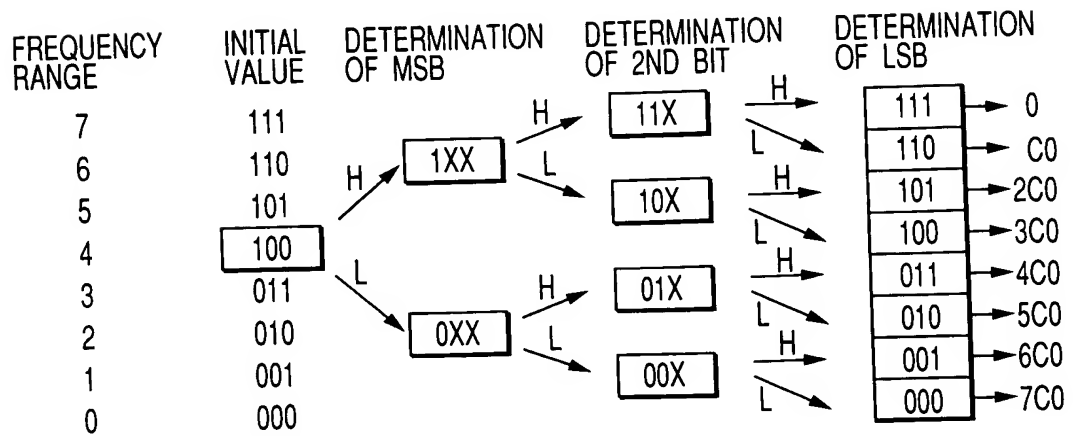 FREQUENCY RANGE INITIAL VALUE DETERMINATION OF MSB DETERMINATION OF 2ND BIT DETERMINATION OF LSB
7 111 H 11X H 111 0
6 110 1XX L L 110 C0
5 101 H 10X H 101 2C0
4 100 L 100 3C0
3 011 L H 01X H 011 4C0
2 010 0XX L L 010 5C0
1 001 00X H 001 6C0
0 000 L 000 7C0